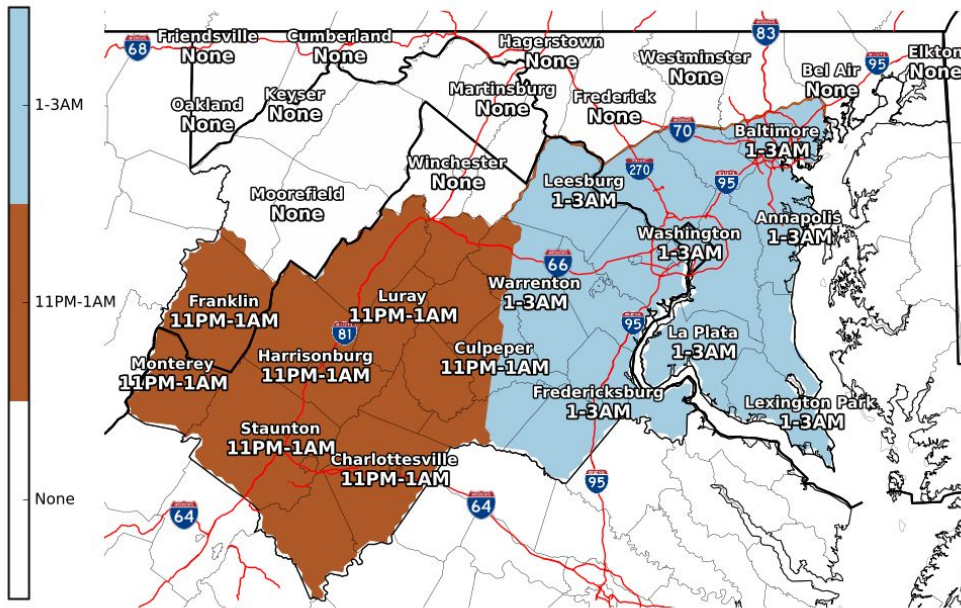 83
Friendsville
None
Cumberland
None
68
Hagerstown
None
Westminster
None
95
Elkton
None
Bel Air
None
1-3AM
Oakland
None
Keyser
None
Martinsburg
None
Frederick
None
70
Baltimore
1-3AM
Winchester
None
270
95
Leesburg
1-3AM
Moorefield
None
Annapolis
1-3AM
Washington
1-3AM
66
Warrenton
1-3AM
11PM-1AM
Franklin
11PM-1AM
Luray
11PM-1AM
81
95
La Plata
1-3AM
Monterey
11PM-1AM
Harrisonburg
11PM-1AM
Culpeper
11PM-1AM
Fredericksburg
1-3AM
Lexington Park
1-3AM
Staunton
11PM-1AM
Charlottesville
11PM-1AM
95
None
64
64